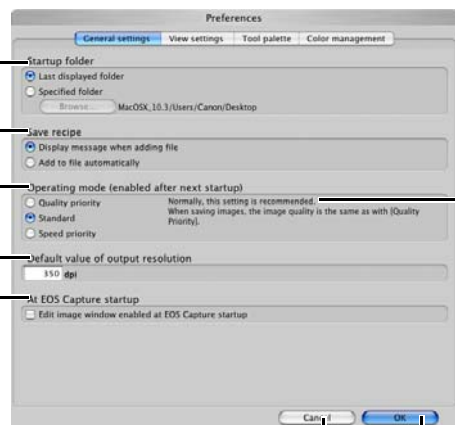 Preferences
General settings View settings Tool palette Color management
Startup folder
Last displayed folder
Specified folder
Browse... MacOSX_10.3/Users/Canon/Desktop
Save recipe
Display message when adding file
Add to file automatically
Operating mode (enabled after next startup)
Quality priority
Standard
Speed priority
Normally, this setting is recommended.
When saving images, the image quality is the same as with [Quality
Priority].
Default value of output resolution
350 dpi
At EOS Capture startup
Edit image window enabled at EOS Capture startup
Cancel OK